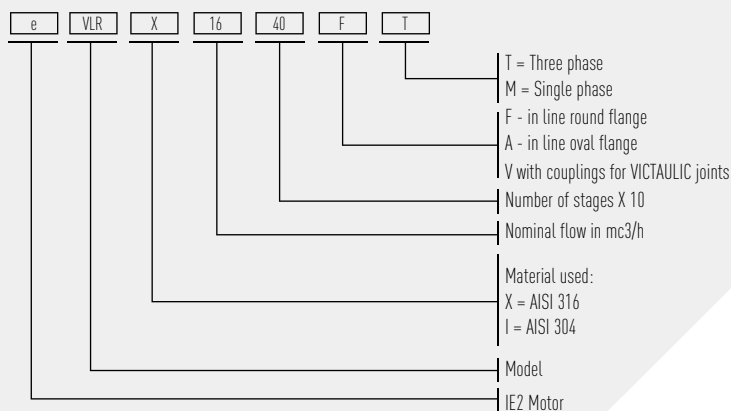 e VLR X 16 40 F T
T = Three phase
M = Single phase
F - in line round flange
A - in line oval flange
V with couplings for VICTAULIC joints
Number of stages X 10
Nominal flow in mc3/h
Material used:
X = AISI 316
I = AISI 304
Model
IE2 Motor